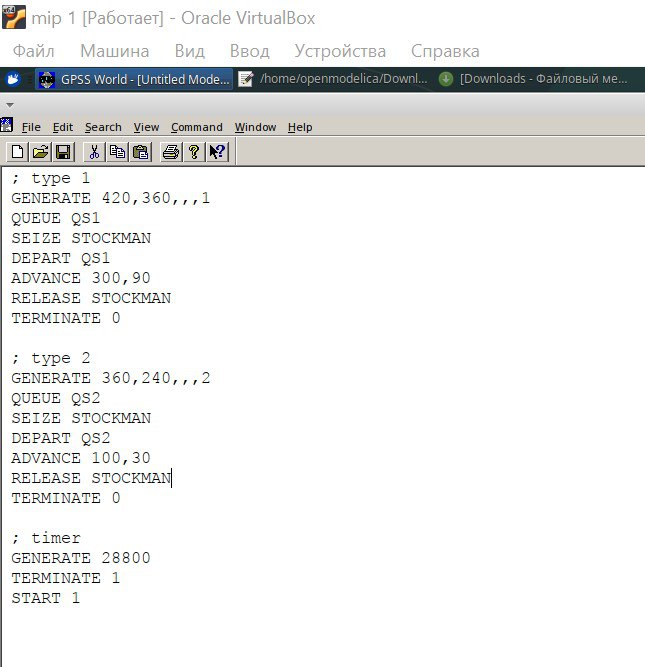 mip 1 [Работает] - Oracle VirtualBox
Файл Машина Вид Ввод Устройства Справка
GPSS World - [Untitled Mode... /home/openmodelica/Downl... [Downloads - Файловый ме...
File Edit Search View Command Window Help
; type 1
GENERATE 420,360,,,1
QUEUE QS1
SEIZE STOCKMAN
DEPART QS1
ADVANCE 300,90
RELEASE STOCKMAN
TERMINATE 0
; type 2
GENERATE 360,240,,,2
QUEUE QS2
SEIZE STOCKMAN
DEPART QS2
ADVANCE 100,30
RELEASE STOCKMAN
TERMINATE 0
; timer
GENERATE 28800
TERMINATE 1
START 1